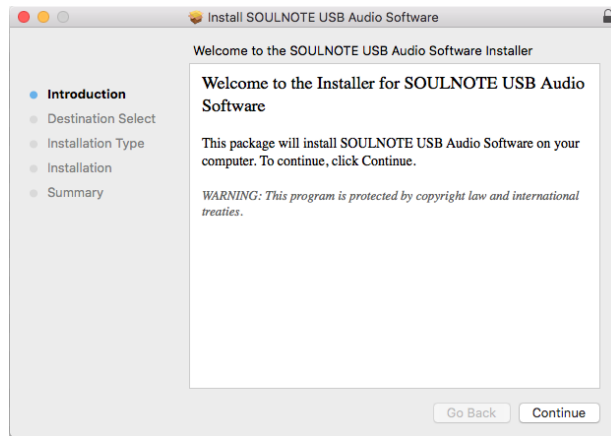 Install SOULNOTE USB Audio Software
Welcome to the SOULNOTE USB Audio Software Installer
Introduction
Destination Select
Installation Type
Installation
Summary
Welcome to the Installer for SOULNOTE USB Audio
Software
This package will install SOULNOTE USB Audio Software on your
computer. To continue, click Continue.
WARNING: This program is protected by copyright law and international
treaties.
Go Back
Continue